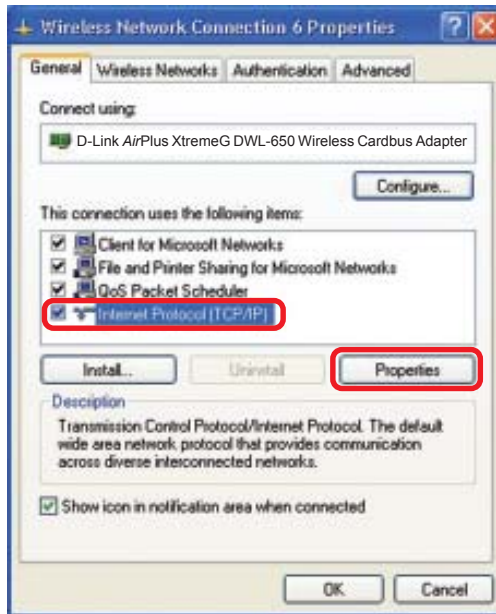 Wireless Network Connection 6 Properties
General Wireless Networks Authentication Advanced
Connect using:
D-Link AirPlus XtremeG DWL-650 Wireless Cardbus Adapter
Configure...
This connection uses the following items:
Client for Microsoft Networks
File and Printer Sharing for Microsoft Networks
QoS Packet Scheduler
Internet Protocol (TCP/IP)
Install... Uninstall Properties
Description
Transmission Control Protocol/Internet Protocol. The default
wide area network protocol that provides communication
across diverse interconnected networks.
Show icon in notification area when connected
OK Cancel